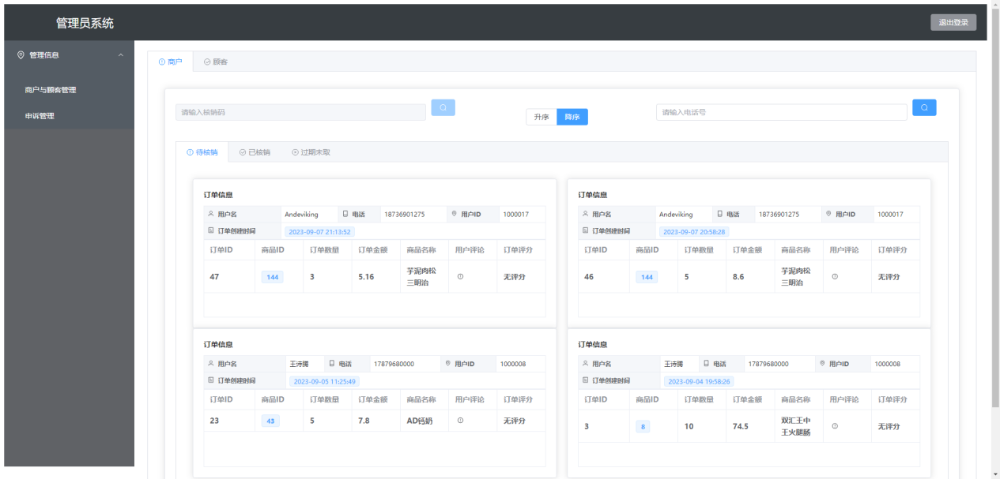 管理员系统
退出登录
管理信息
商户与顾客管理
申诉管理
商户 顾客
请输入核销码
升序 降序
请输入电话号
待核销 已核销 过期未取
订单信息
用户名 Andeviking 电话 18736901275 用户ID 1000017
订单创建时间 2023-09-07 21:13:52
订单ID 商品ID 订单数量 订单金额 商品名称 用户评论 订单评分
47 144 3 5.16 芋泥肉松 无评分
三明治
订单信息
用户名 Andeviking 电话 18736901275 用户ID 1000017
订单创建时间 2023-09-07 20:58:28
订单ID 商品ID 订单数量 订单金额 商品名称 用户评论 订单评分
46 144 5 8.6 芋泥肉松 无评分
三明治
订单信息
用户名 王诗腾 电话 17879680000 用户ID 1000008
订单创建时间 2023-09-05 11:25:49
订单ID 商品ID 订单数量 订单金额 商品名称 用户评论 订单评分
23 43 5 7.8 AD钙奶 无评分
订单信息
用户名 王诗腾 电话 17879680000 用户ID 1000008
订单创建时间 2023-09-04 19:58:26
订单ID 商品ID 订单数量 订单金额 商品名称 用户评论 订单评分
3 8 10 74.5 双汇王中 无评分
王火腿肠